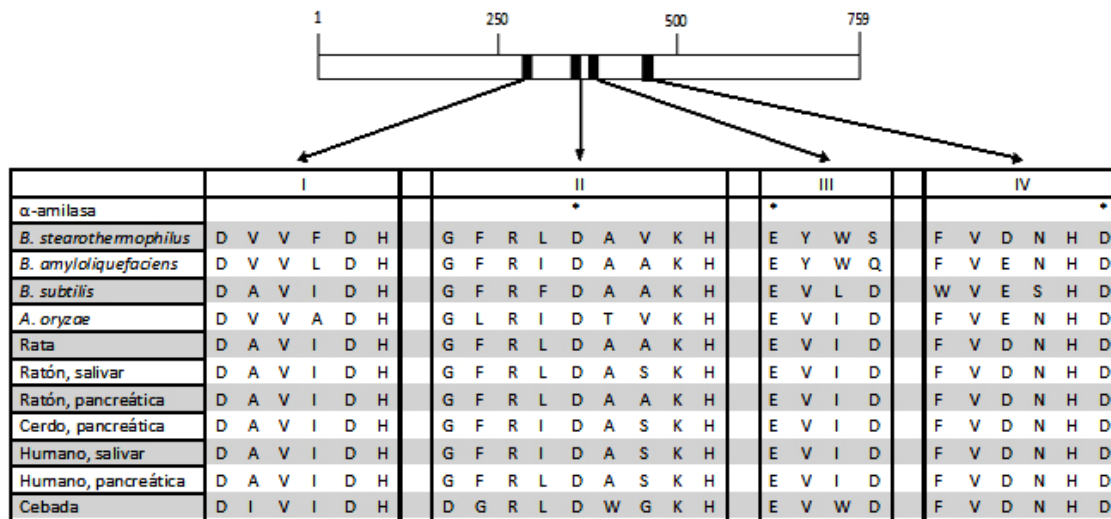 1 250 500 759
I II III IV
α-amilasa * * *
B. stearothermophilus D V V F D H G F R L D A V K H E Y W S F V D N H D
B. amyloliquefaciens D V V L D H G F R I D A A K H E Y W Q F V E N H D
B. subtilis D A V I D H G F R F D A A K H E V L D W V E S H D
A. oryzae D V V A D H G L R I D T V K H E V I D F V E N H D
Rata D A V I D H G F R L D A A K H E V I D F V D N H D
Ratón, salivar D A V I D H G F R L D A S K H E V I D F V D N H D
Ratón, pancreática D A V I D H G F R L D A A K H E V I D F V D N H D
Cerdo, pancreática D A V I D H G F R I D A S K H E V I D F V D N H D
Humano, salivar D A V I D H G F R I D A S K H E V I D F V D N H D
Humano, pancreática D A V I D H G F R L D A S K H E V I D F V D N H D
Cebada D I V I D H D G R L D W G K H E V W D F V D N H D